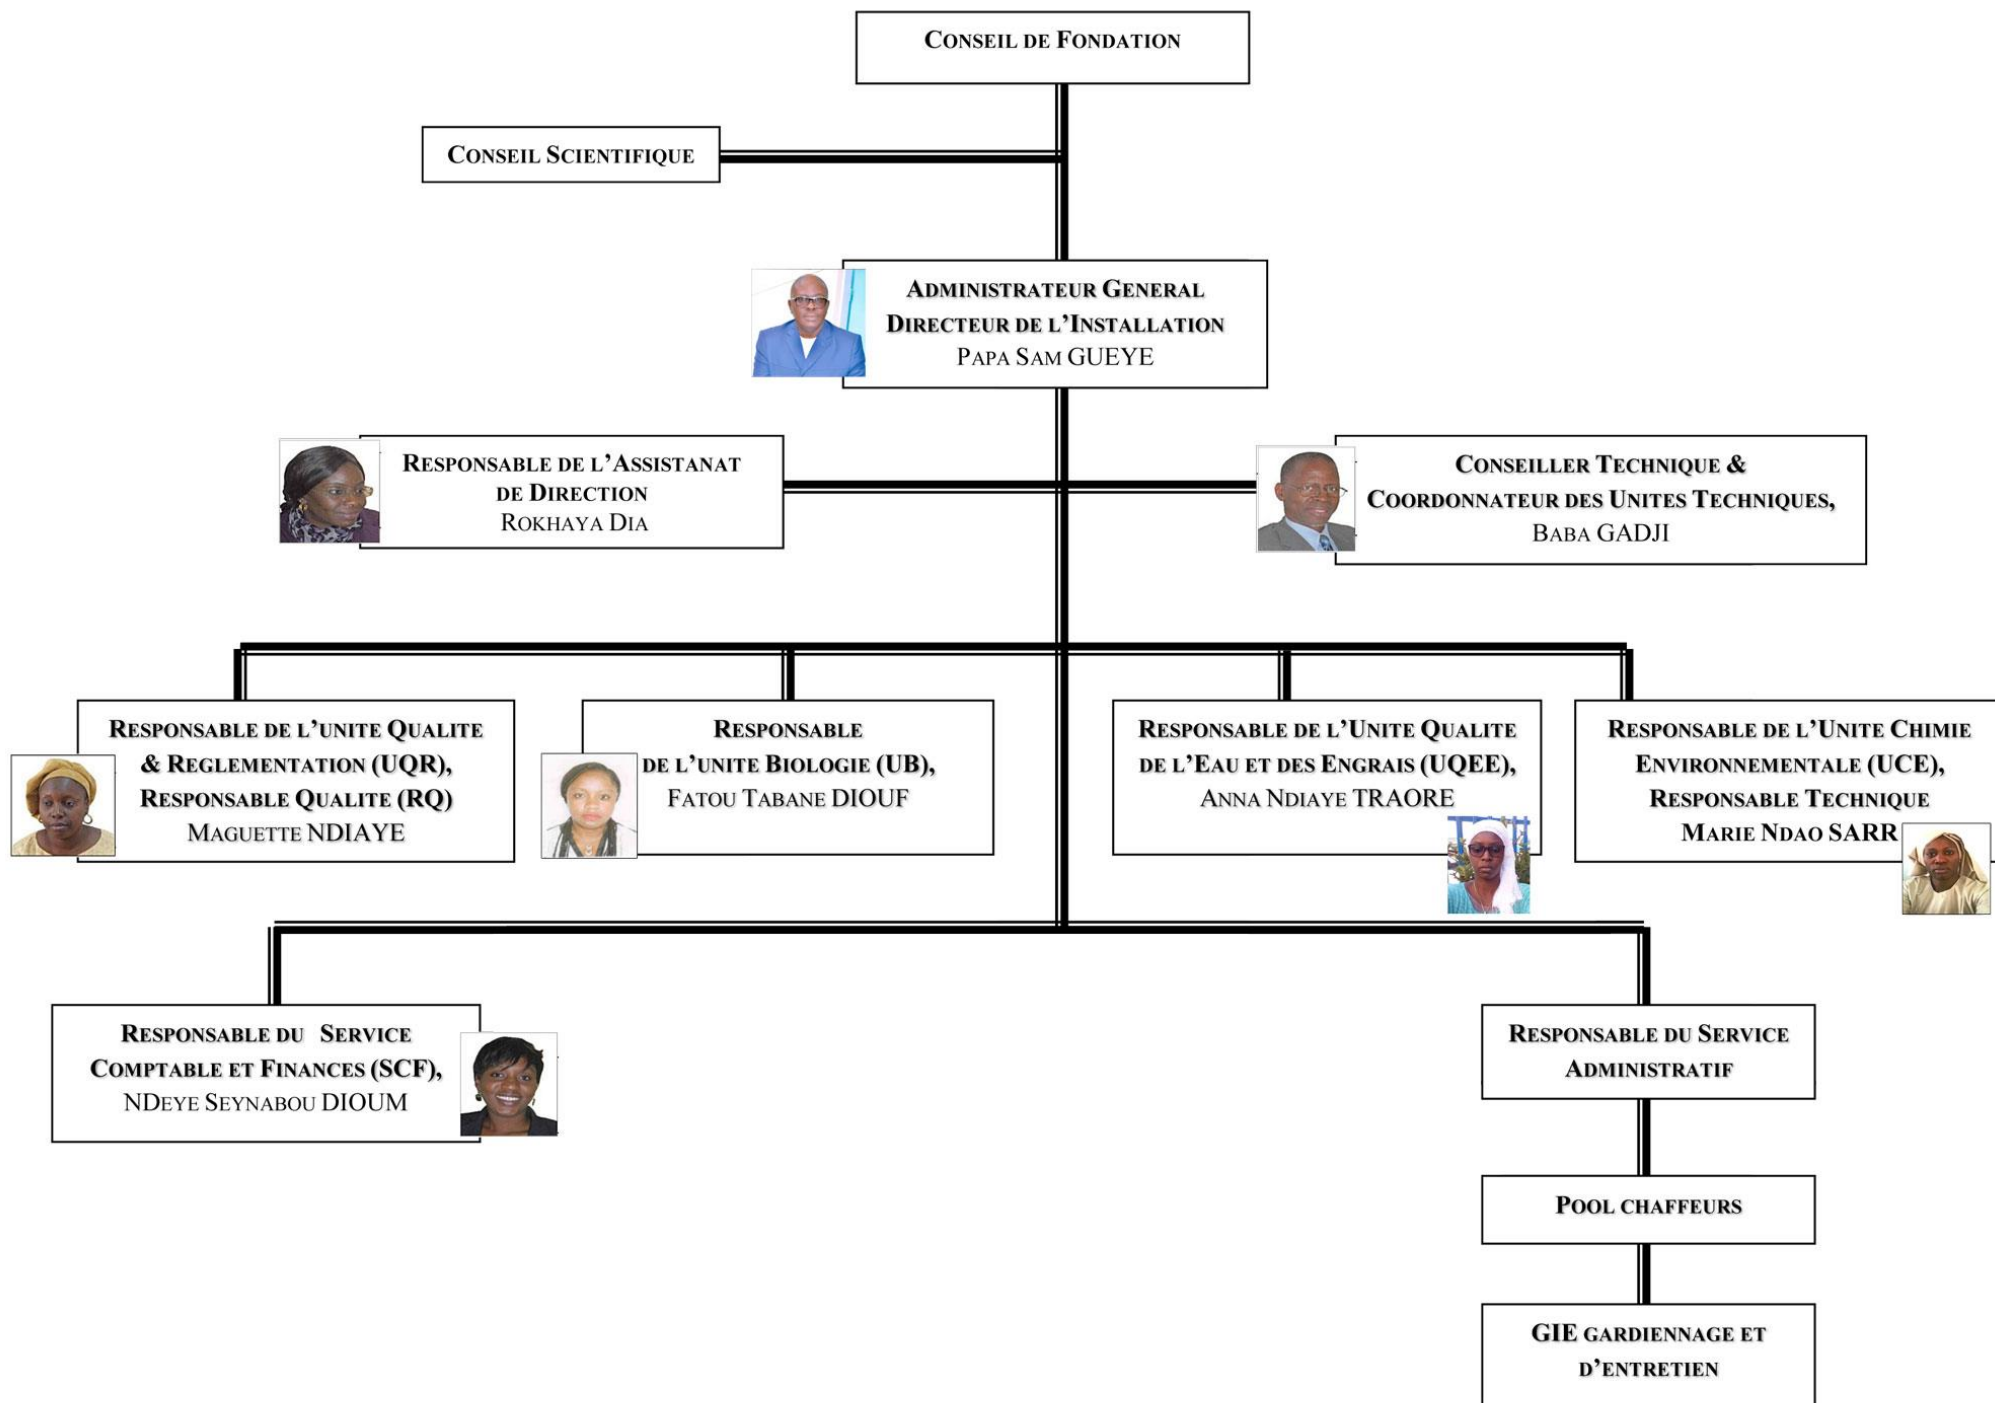 CONSEIL DE FONDATION
CONSEIL SCIENTIFIQUE
ADMINISTRATEUR GENERAL
DIRECTEUR DE L'INSTALLATION
PAPA SAM GUEYE
RESPONSABLE DE L'ASSISTANAT
DE DIRECTION
ROKHAYA DIA
CONSEILLER TECHNIQUE &
COORDONNATEUR DES UNITES TECHNIQUES,
BABA GADJI
RESPONSABLE DE L'UNITE QUALITE
& REGLEMENTATION (UQR),
RESPONSABLE QUALITE (RQ)
MAGUETTE NDIAYE
RESPONSABLE
DE L'UNITE BIOLOGIE (UB),
FATOU TABANE DIOUF
RESPONSABLE DE L'UNITE QUALITE
DE L'EAU ET DES ENGRAIS (UQEE),
ANNA NDIAYE TRAORE
RESPONSABLE DE L'UNITE CHIMIE
ENVIRONNEMENTALE (UCE),
RESPONSABLE TECHNIQUE
MARIE NDAO SARR
RESPONSABLE DU SERVICE
COMPTABLE ET FINANCES (SCF),
NDEYE SEYNABOU DIOUM
RESPONSABLE DU SERVICE
ADMINISTRATIF
POOL CHAFFEURS
GIE GARDIENNAGE ET
D'ENTRETIEN